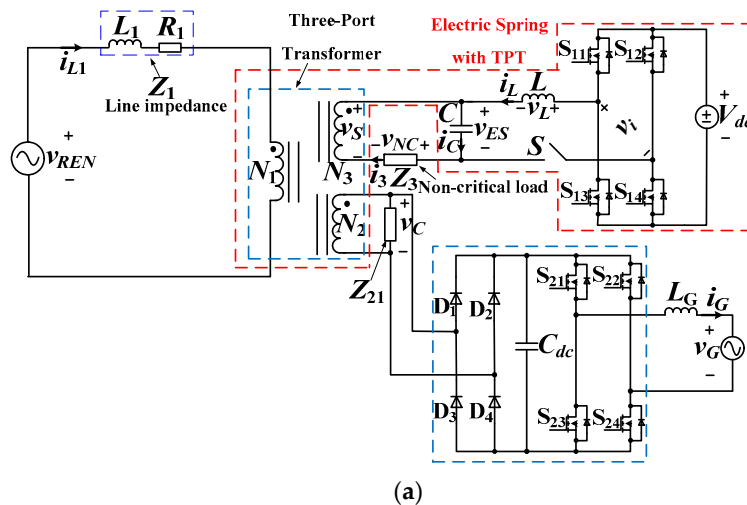 L1 R1
iL1
Z1
Line impedance
vREN
+
−
Three-Port
Transformer
Electric Spring
with TPT
N1
N3
N2
+
vS
−
iL
L
−vL+
C
iC
+
vES
−
S
−vNC+
i3
Z3
Non-critical load
+
vC
−
Z21
S11
S12
S13
S14
vi
+
Vdc
−
D1
D2
D3
D4
Cdc
S21
S22
S23
S24
LG
iG
+
vG
−
(a)